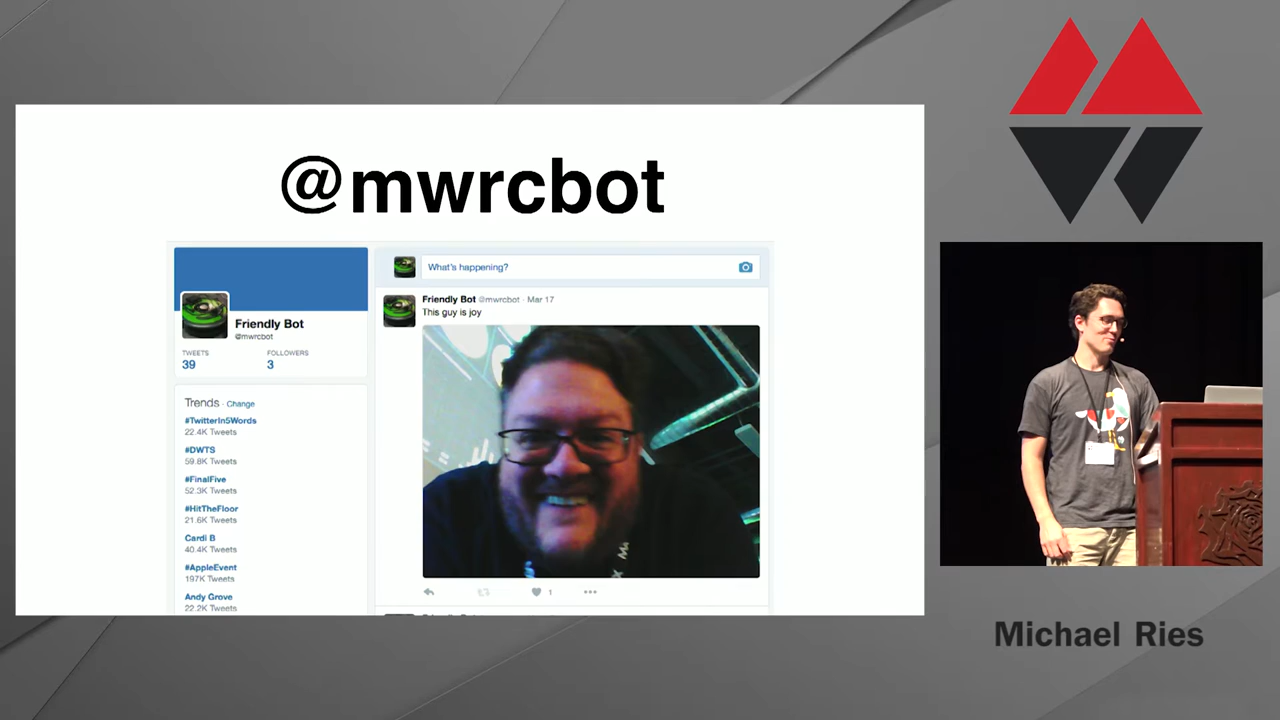 @mwrcbot
What's happening?
Friendly Bot @mwrcbot · Mar 17
This guy is joy
Friendly Bot
@mwrcbot
TWEETS
FOLLOWERS
39
3
Trends · Change
#TwitterIn5Words
22.4K Tweets
#DWTS
59.8K Tweets
#FinalFive
52.3K Tweets
#HitTheFloor
21.6K Tweets
Cardi B
40.4K Tweets
#AppleEvent
197K Tweets
Andy Grove
22.2K Tweets
1
Michael Ries